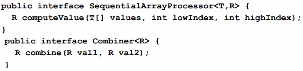 public interface SequentialArrayProcessor<T,R> {
R computeValue(T[] values, int lowIndex, int highIndex);
}
public interface Combiner<R> {
R combine(R val1, R val2);
}